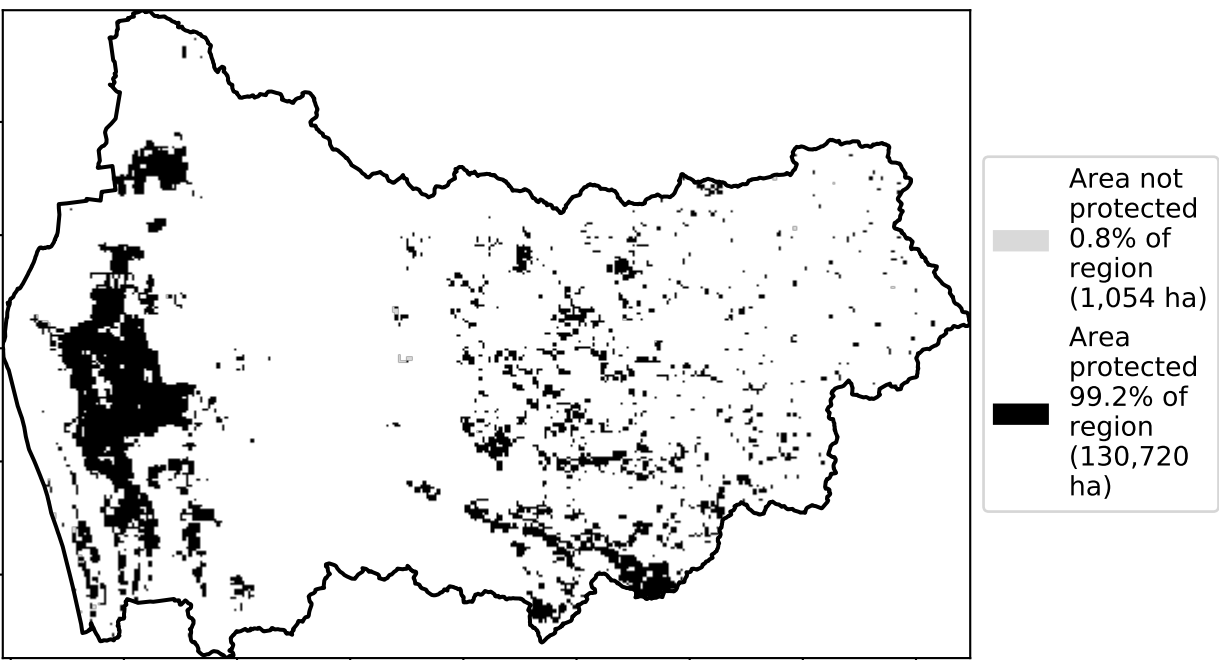 Area not
protected
0.8% of
region
(1,054 ha)
Area
protected
99.2% of
region
(130,720
ha)